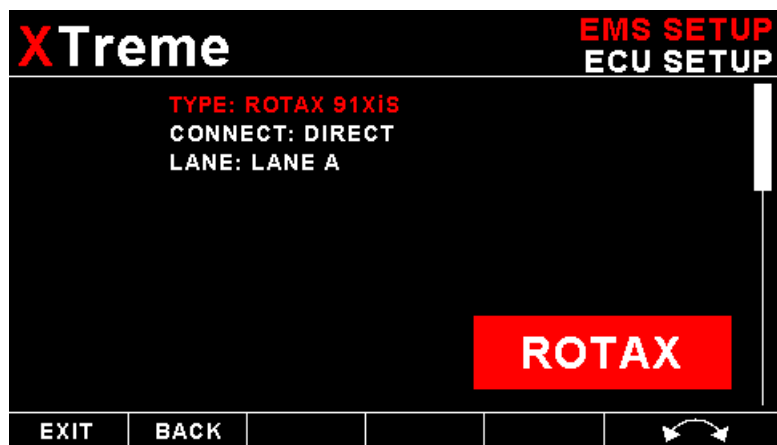 XTreme
EMS SETUP
ECU SETUP
TYPE: ROTAX 91XiS
CONNECT: DIRECT
LANE: LANE A
ROTAX
EXIT BACK